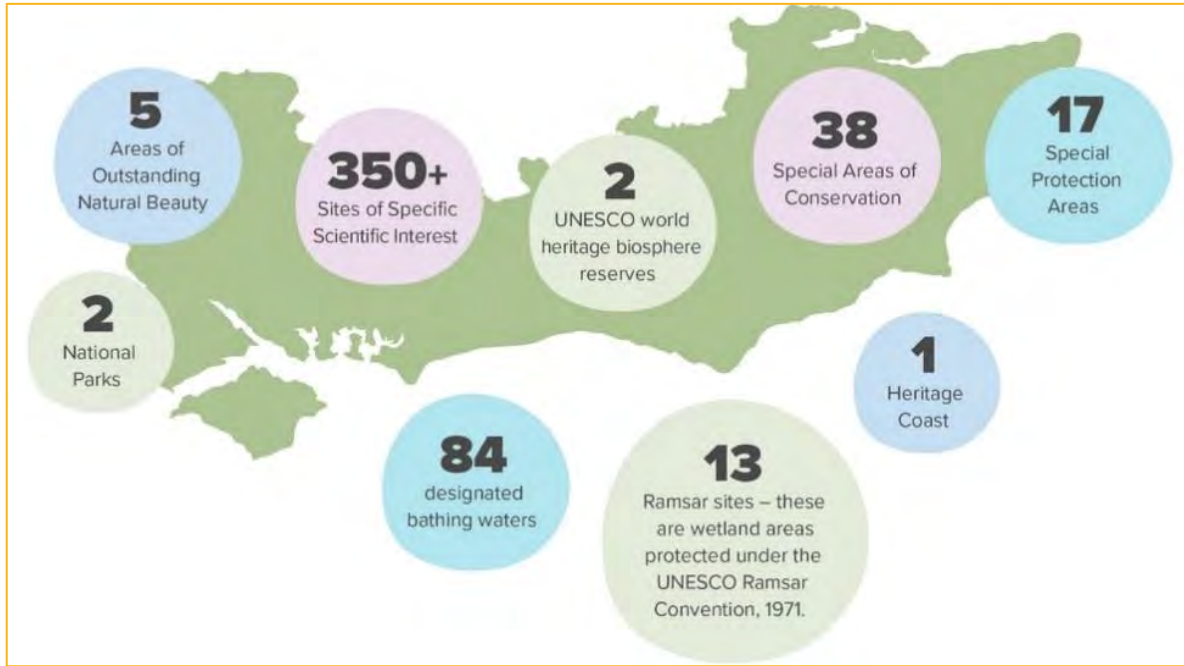 5
Areas of
Outstanding
Natural Beauty
350+
Sites of Specific
Scientific Interest
2
UNESCO world
heritage biosphere
reserves
38
Special Areas of
Conservation
17
Special
Protection
Areas
2
National
Parks
84
designated
bathing waters
13
Ramsar sites – these
are wetland areas
protected under the
UNESCO Ramsar
Convention, 1971.
1
Heritage
Coast